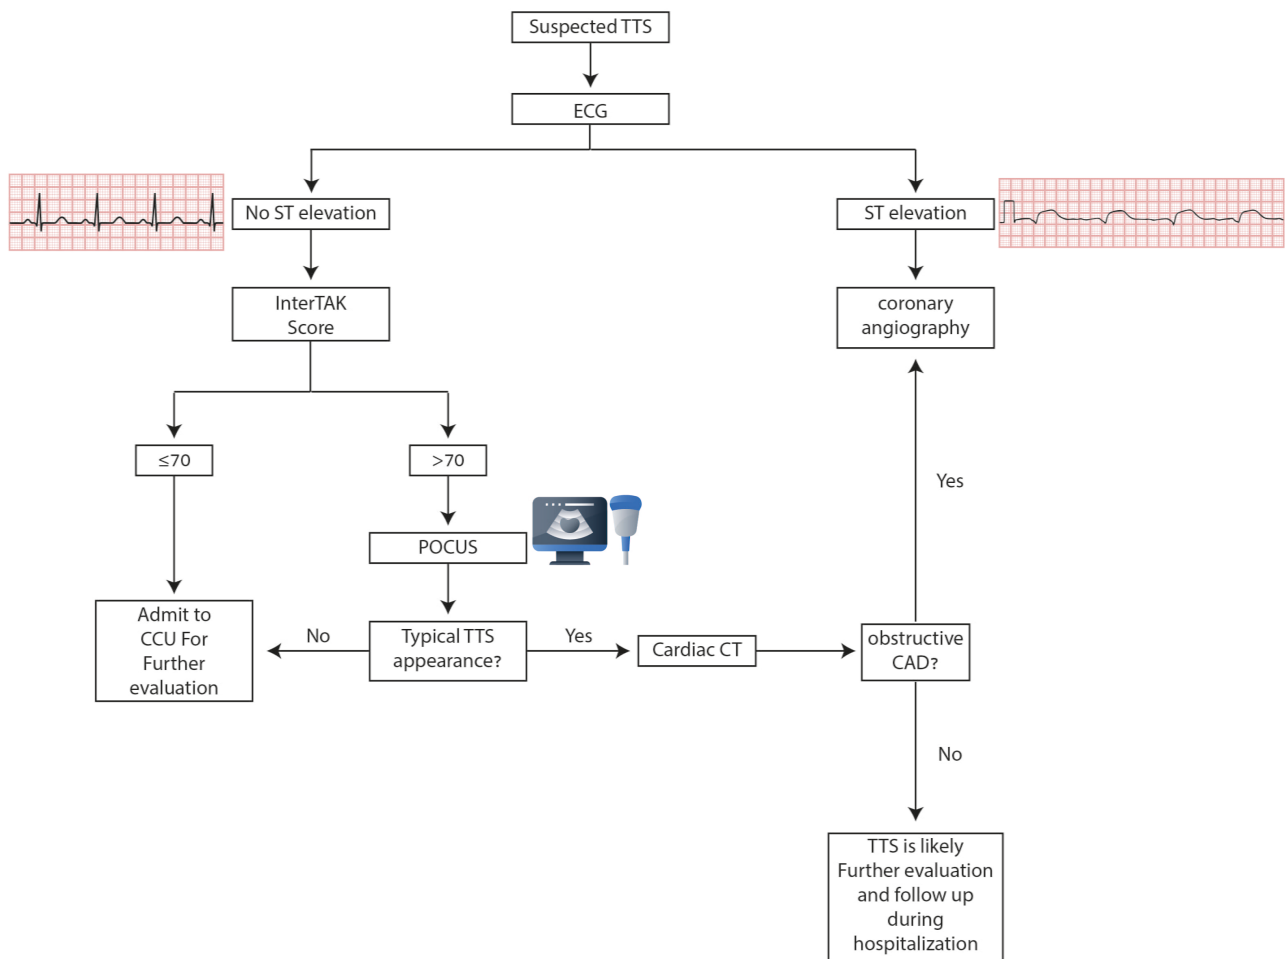 Suspected TTS
ECG
No ST elevation
ST elevation
InterTAK
Score
coronary
angiography
≤70
>70
Yes
POCUS
Admit to
CCU For
Further
evaluation
No
Typical TTS
appearance?
Yes
Cardiac CT
obstructive
CAD?
No
TTS is likely
Further evaluation
and follow up
during
hospitalization